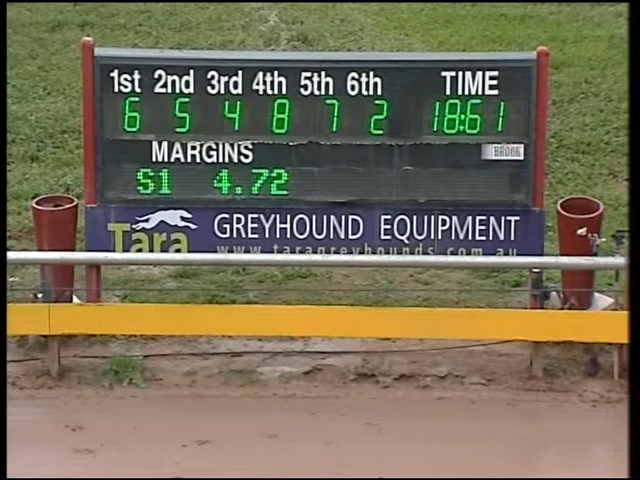 1st 2nd 3rd 4th 5th 6th TIME
6 5 4 8 7 2 18:61
MARGINS BROOK
S1 4.72
Tara GREYHOUND EQUIPMENT
www.taragreyhounds.com.au